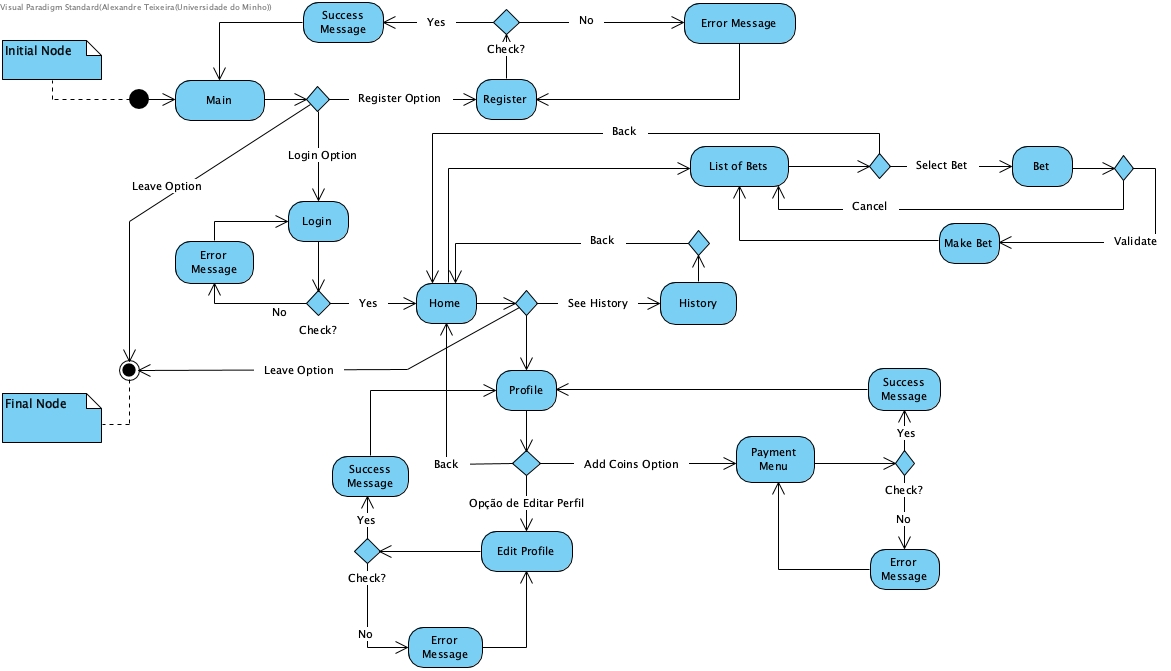 Visual Paradigm Standard(Alexandre Teixeira(Universidade do Minho))
Success
Message
Yes
No
Error Message
Check?
Initial Node
Main
Register Option
Register
Back
Login Option
List of Bets
Select Bet
Bet
Leave Option
Cancel
Login
Error
Message
Back
Make Bet
Validate
No
Yes
Home
See History
History
Check?
Leave Option
Profile
Success
Message
Final Node
Yes
Success
Message
Back
Add Coins Option
Payment
Menu
Check?
Opção de Editar Perfil
Yes
No
Edit Profile
Error
Message
Check?
No
Error
Message